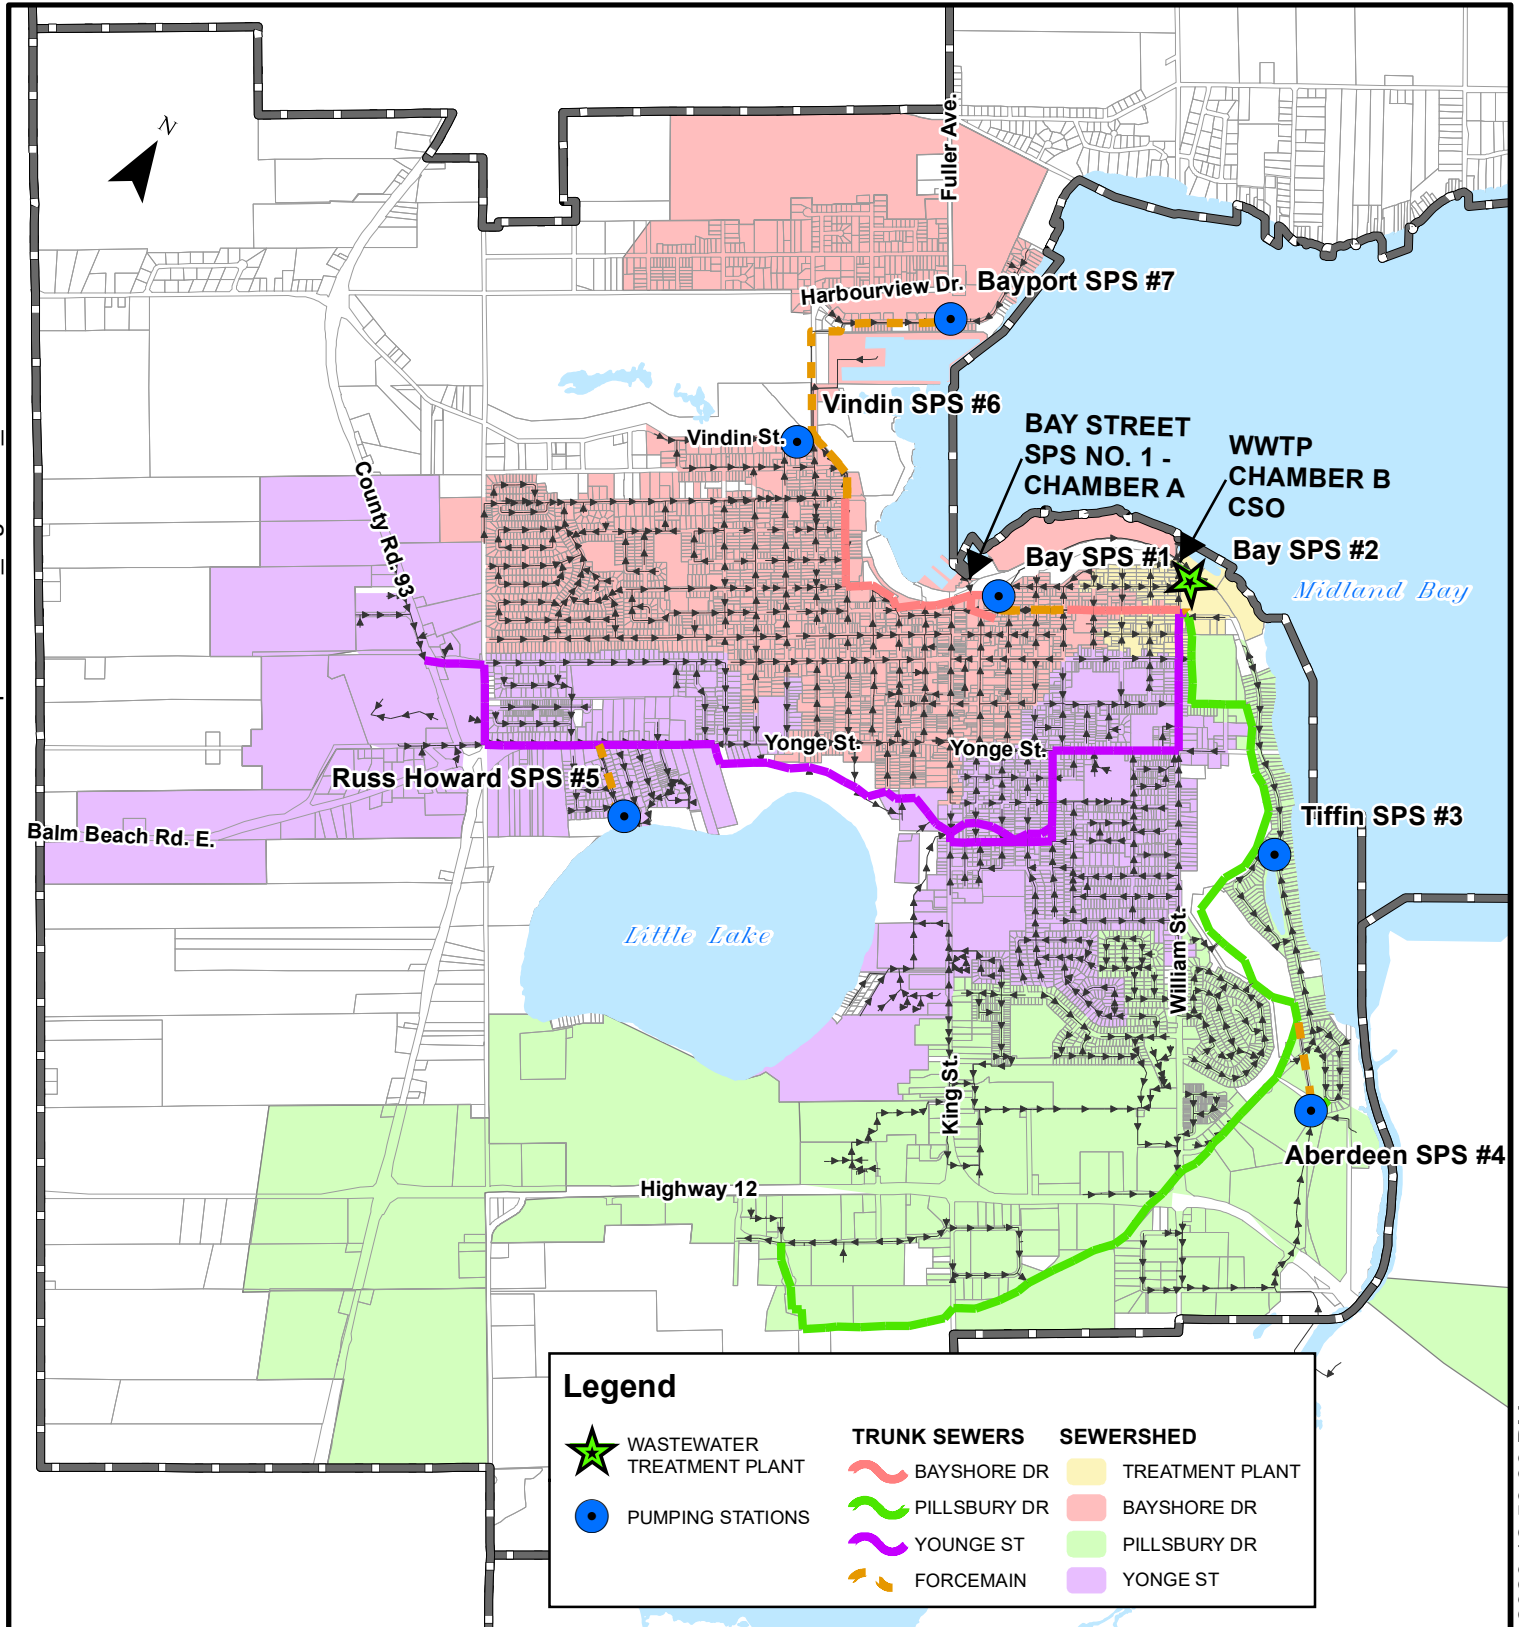 N
Fuller Ave.
Harbourview Dr.
Bayport SPS #7
Vindin SPS #6
Vindin St.
BAY STREET
SPS NO. 1 -
CHAMBER A
WWTP
CHAMBER B
CSO
County Rd. 93
Bay SPS #1
Bay SPS #2
Midland Bay
Yonge St.
Yonge St.
Russ Howard SPS #5
Balm Beach Rd. E.
Tiffin SPS #3
Little Lake
William St.
King St.
Aberdeen SPS #4
Highway 12
Legend
WASTEWATER
TREATMENT PLANT
PUMPING STATIONS
TRUNK SEWERS
BAYSHORE DR
PILLSBURY DR
YOUNGE ST
FORCEMAIN
SEWERSHED
TREATMENT PLANT
BAYSHORE DR
PILLSBURY DR
YONGE ST